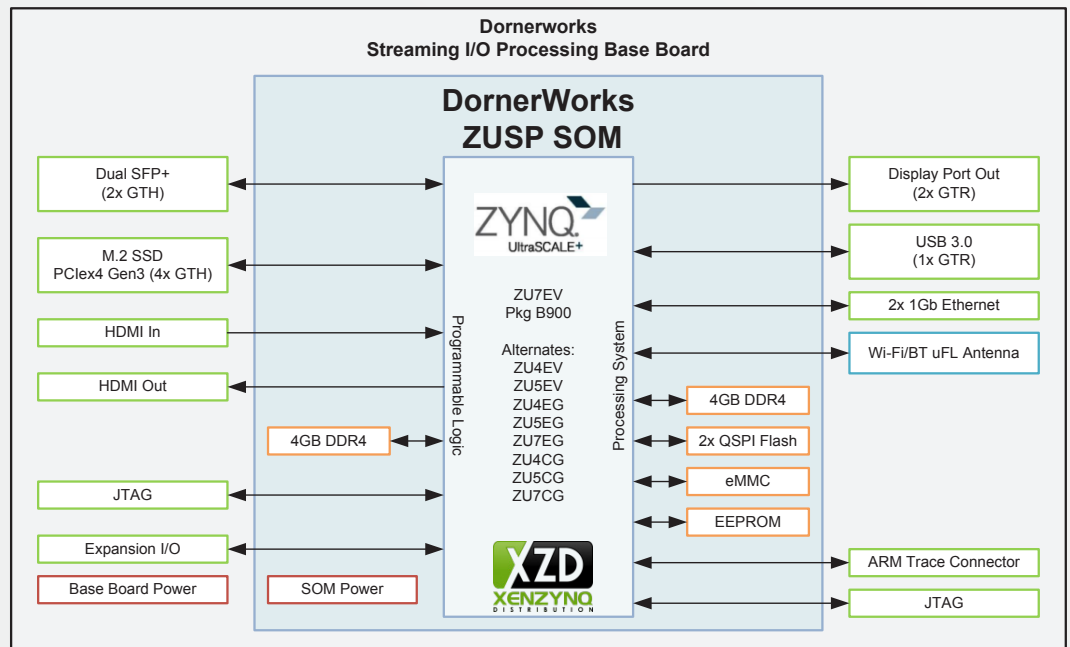 Dornerworks
Streaming I/O Processing Base Board
DornerWorks
ZUSP SOM
Dual SFP+
(2x GTH)
M.2 SSD
PCIex4 Gen3 (4x GTH)
HDMI In
HDMI Out
4GB DDR4
JTAG
Expansion I/O
Base Board Power
SOM Power
Programmable Logic
ZYNQ
UltraSCALE+
ZU7EV
Pkg B900
Alternates:
ZU4EV
ZU5EV
ZU4EG
ZU5EG
ZU7EG
ZU4CG
ZU5CG
ZU7CG
XZD
XENZYNQ
DISTRIBUTION
Processing System
Display Port Out
(2x GTR)
USB 3.0
(1x GTR)
2x 1Gb Ethernet
Wi-Fi/BT uFL Antenna
4GB DDR4
2x QSPI Flash
eMMC
EEPROM
ARM Trace Connector
JTAG